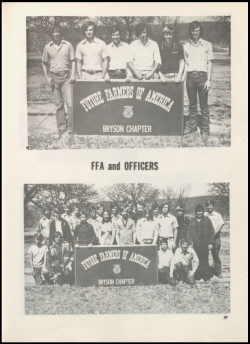 FUTURE FARMERS OF AMERICA
BRYSON CHAPTER
FFA and OFFICERS
FUTURE FARMERS OF AMERICA
BRYSON CHAPTER